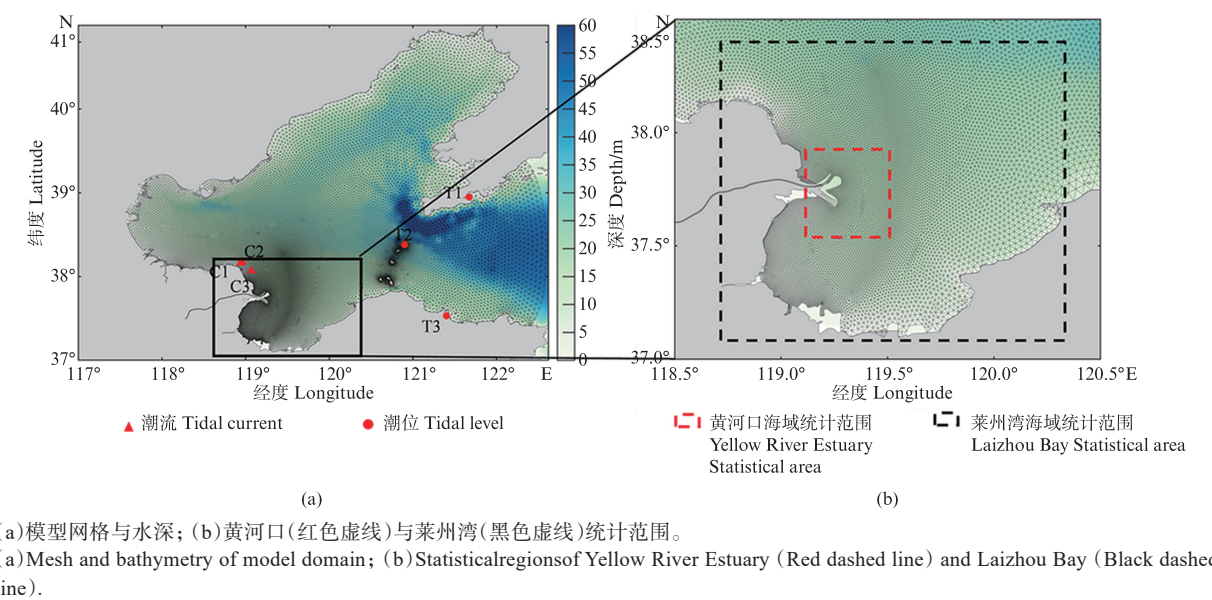 N
41°
40°
39°
38°
37°
纬度 Latitude
117°
118°
119°
120°
121°
122°
E
经度 Longitude
T1
T2
T3
C1
C2
C3
60
55
50
45
40
35
30
25
20
15
10
5
0
深度 Depth/m
N
38.5°
38.0°
37.5°
37.0°
118.5°
119.0°
119.5°
120.0°
120.5°E
经度 Longitude
潮流 Tidal current
潮位 Tidal level
黄河口海域统计范围
Yellow River Estuary
Statistical area
莱州湾海域统计范围
Laizhou Bay Statistical area
(a)
(b)
a)模型网格与水深; (b)黄河口(红色虚线)与莱州湾(黑色虚线)统计范围。
a)Mesh and bathymetry of model domain; (b)Statisticalregionsof Yellow River Estuary (Red dashed line) and Laizhou Bay (Black dashed
ine).